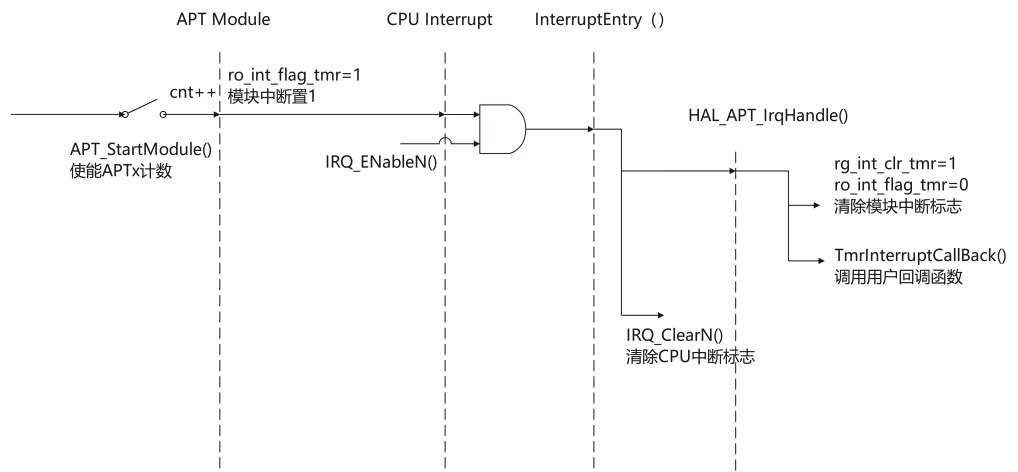 APT Module
CPU Interrupt
InterruptEntry（）
ro_int_flag_tmr=1
cnt++
模块中断置1
HAL_APT_IrqHandle()
APT_StartModule()
使能APTx计数
IRQ_ENableN()
rg_int_clr_tmr=1
ro_int_flag_tmr=0
清除模块中断标志
TmrInterruptCallBack()
调用用户回调函数
IRQ_ClearN()
清除CPU中断标志